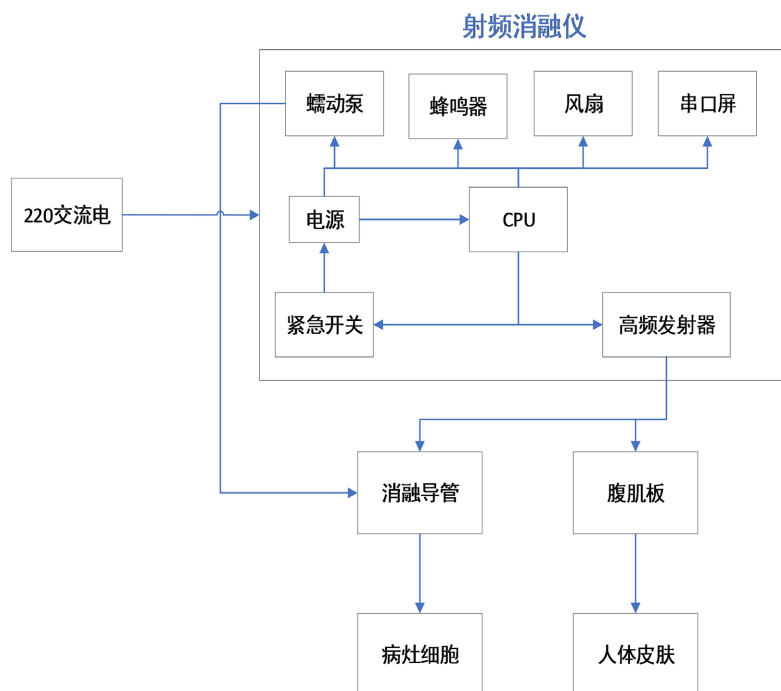 射频消融仪
蠕动泵
蜂鸣器
风扇
串口屏
220交流电
电源
CPU
紧急开关
高频发射器
消融导管
腹肌板
病灶细胞
人体皮肤